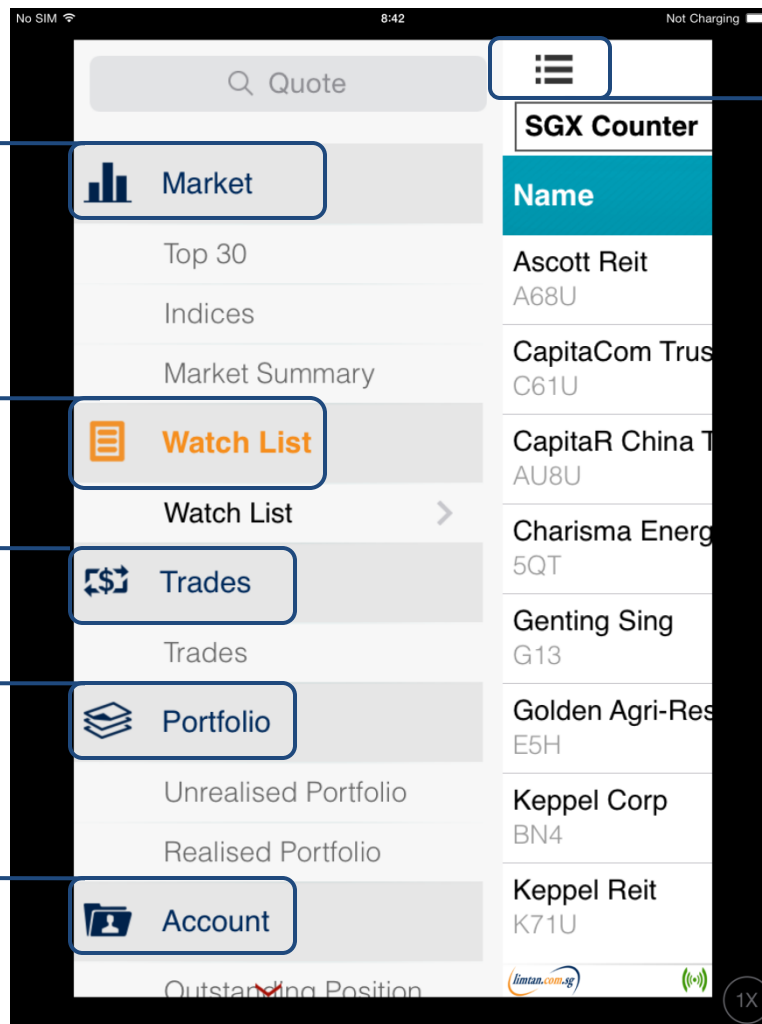 No SIM
8:42
Not Charging
Quote
SGX Counter
Market
Name
Top 30
Ascott Reit
A68U
Indices
CapitaCom Trus
Market Summary
C61U
Watch List
CapitaR China T
AU8U
Watch List
Charisma Energ
5QT
Trades
Genting Sing
Trades
G13
Portfolio
Golden Agri-Res
E5H
Unrealised Portfolio
Keppel Corp
BN4
Realised Portfolio
Keppel Reit
Account
K71U
Outstanding Position
limtan.com.sg
1X